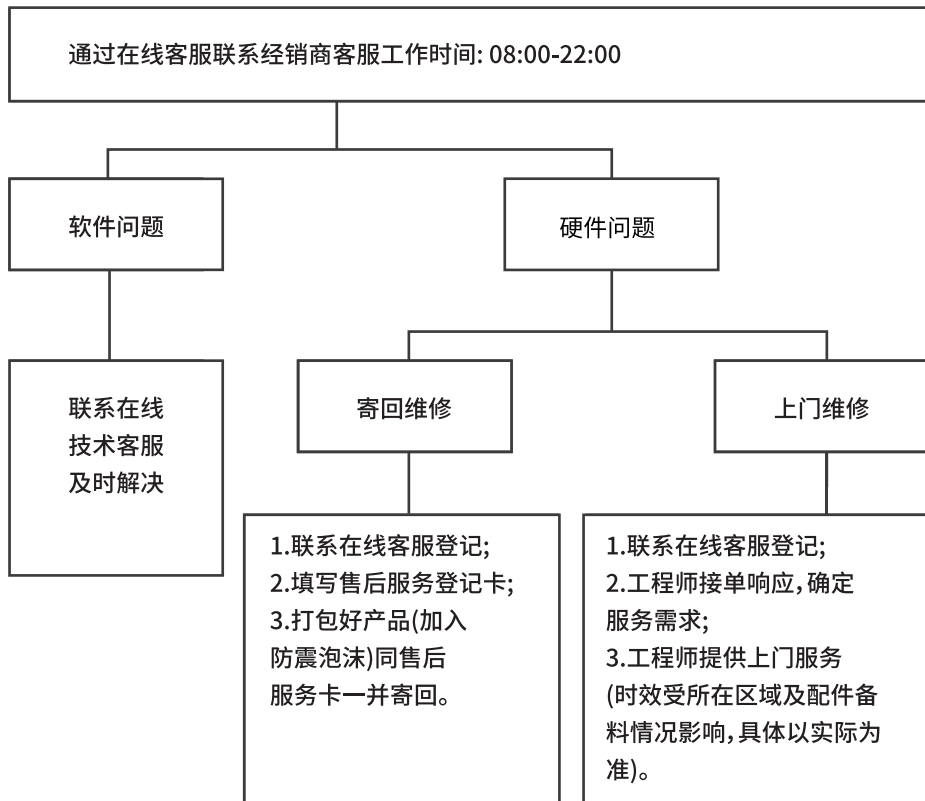 通过在线客服联系经销商客服工作时间: 08:00-22:00
软件问题
硬件问题
联系在线
技术客服
及时解决
寄回维修
上门维修
1.联系在线客服登记;
2.填写售后服务登记卡;
3.打包好产品(加入
防震泡沫)同售后
服务卡一并寄回。
1.联系在线客服登记;
2.工程师接单响应,确定
服务需求;
3.工程师提供上门服务
(时效受所在区域及配件备
料情况影响,具体以实际为
准)。